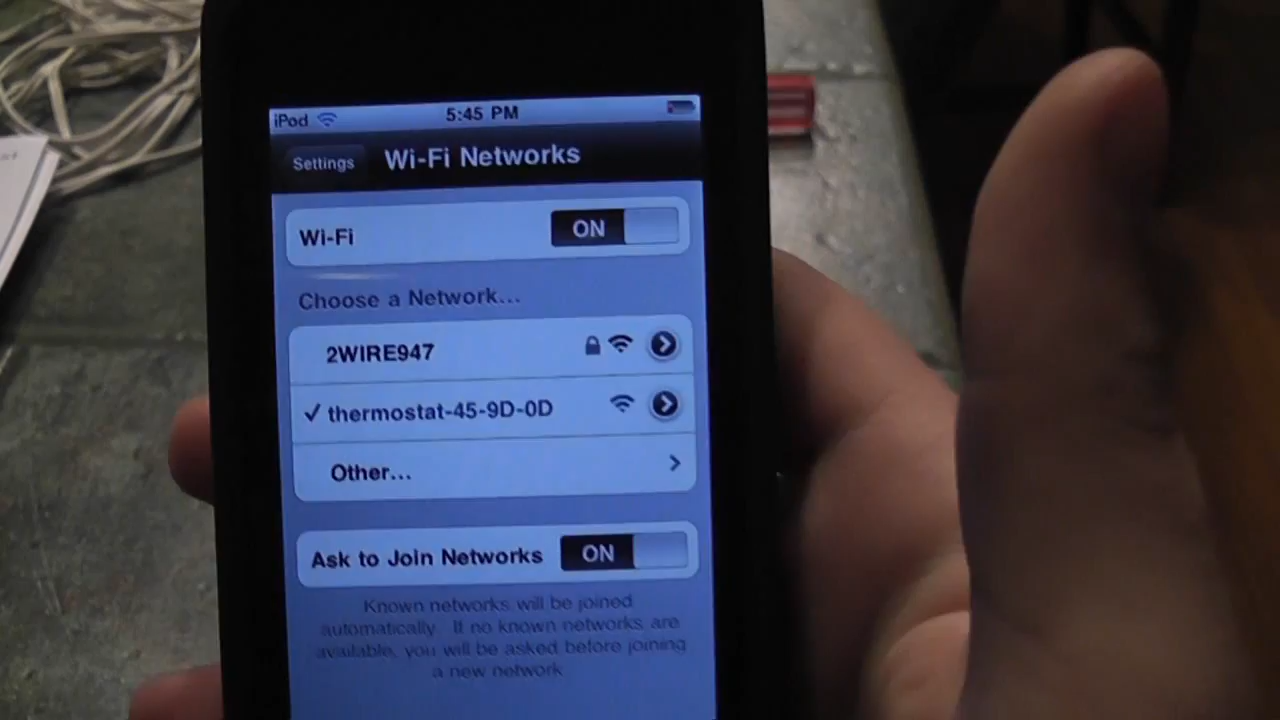 iPod 5:45 PM
Settings Wi-Fi Networks
Wi-Fi ON
Choose a Network...
2WIRE947
✓ thermostat-45-9D-0D
Other...
Ask to Join Networks ON
Known networks will be joined
automatically. If no known networks are
available, you will be asked before joining
a new network